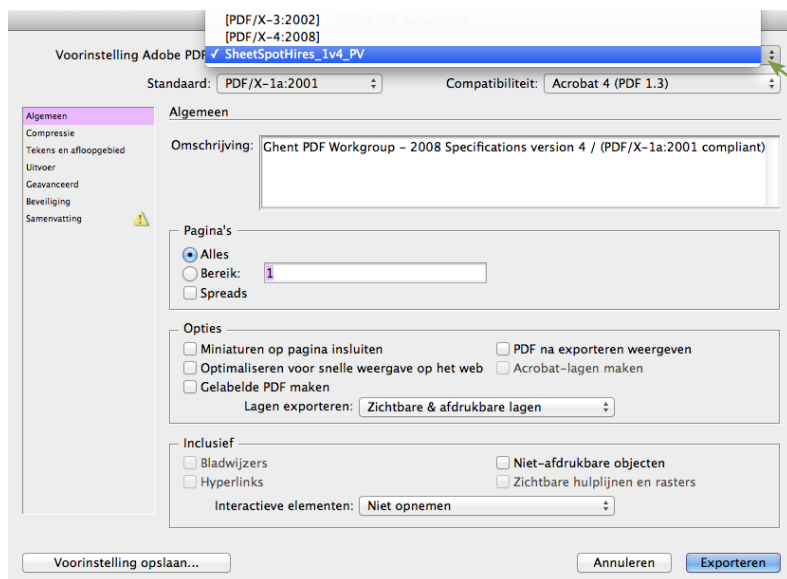 [PDF/X-3:2002]
[PDF/X-4:2008]
Voorinstelling Adobe PDF ✓ SheetSpotHires_1v4_PV
Standaard: PDF/X-1a:2001 Compatibiliteit: Acrobat 4 (PDF 1.3)
Algemeen
Compressie
Tekens en afloopgebied
Uitvoer
Geavanceerd
Beveiliging
Samenvatting
Algemeen
Omschrijving: Ghent PDF Workgroup – 2008 Specifications version 4 / (PDF/X-1a:2001 compliant)
Pagina's
Alles
Bereik: 1
Spreads
Opties
Miniaturen op pagina insluiten PDF na exporteren weergeven
Optimaliseren voor snelle weergave op het web Acrobat-lagen maken
Gelabelde PDF maken
Lagen exporteren: Zichtbare & afdrukbare lagen
Inclusief
Bladwijzers Niet-afdrukbare objecten
Hyperlinks Zichtbare hulplijnen en rasters
Interactieve elementen: Niet opnemen
Voorinstelling opslaan... Annuleren Exporteren